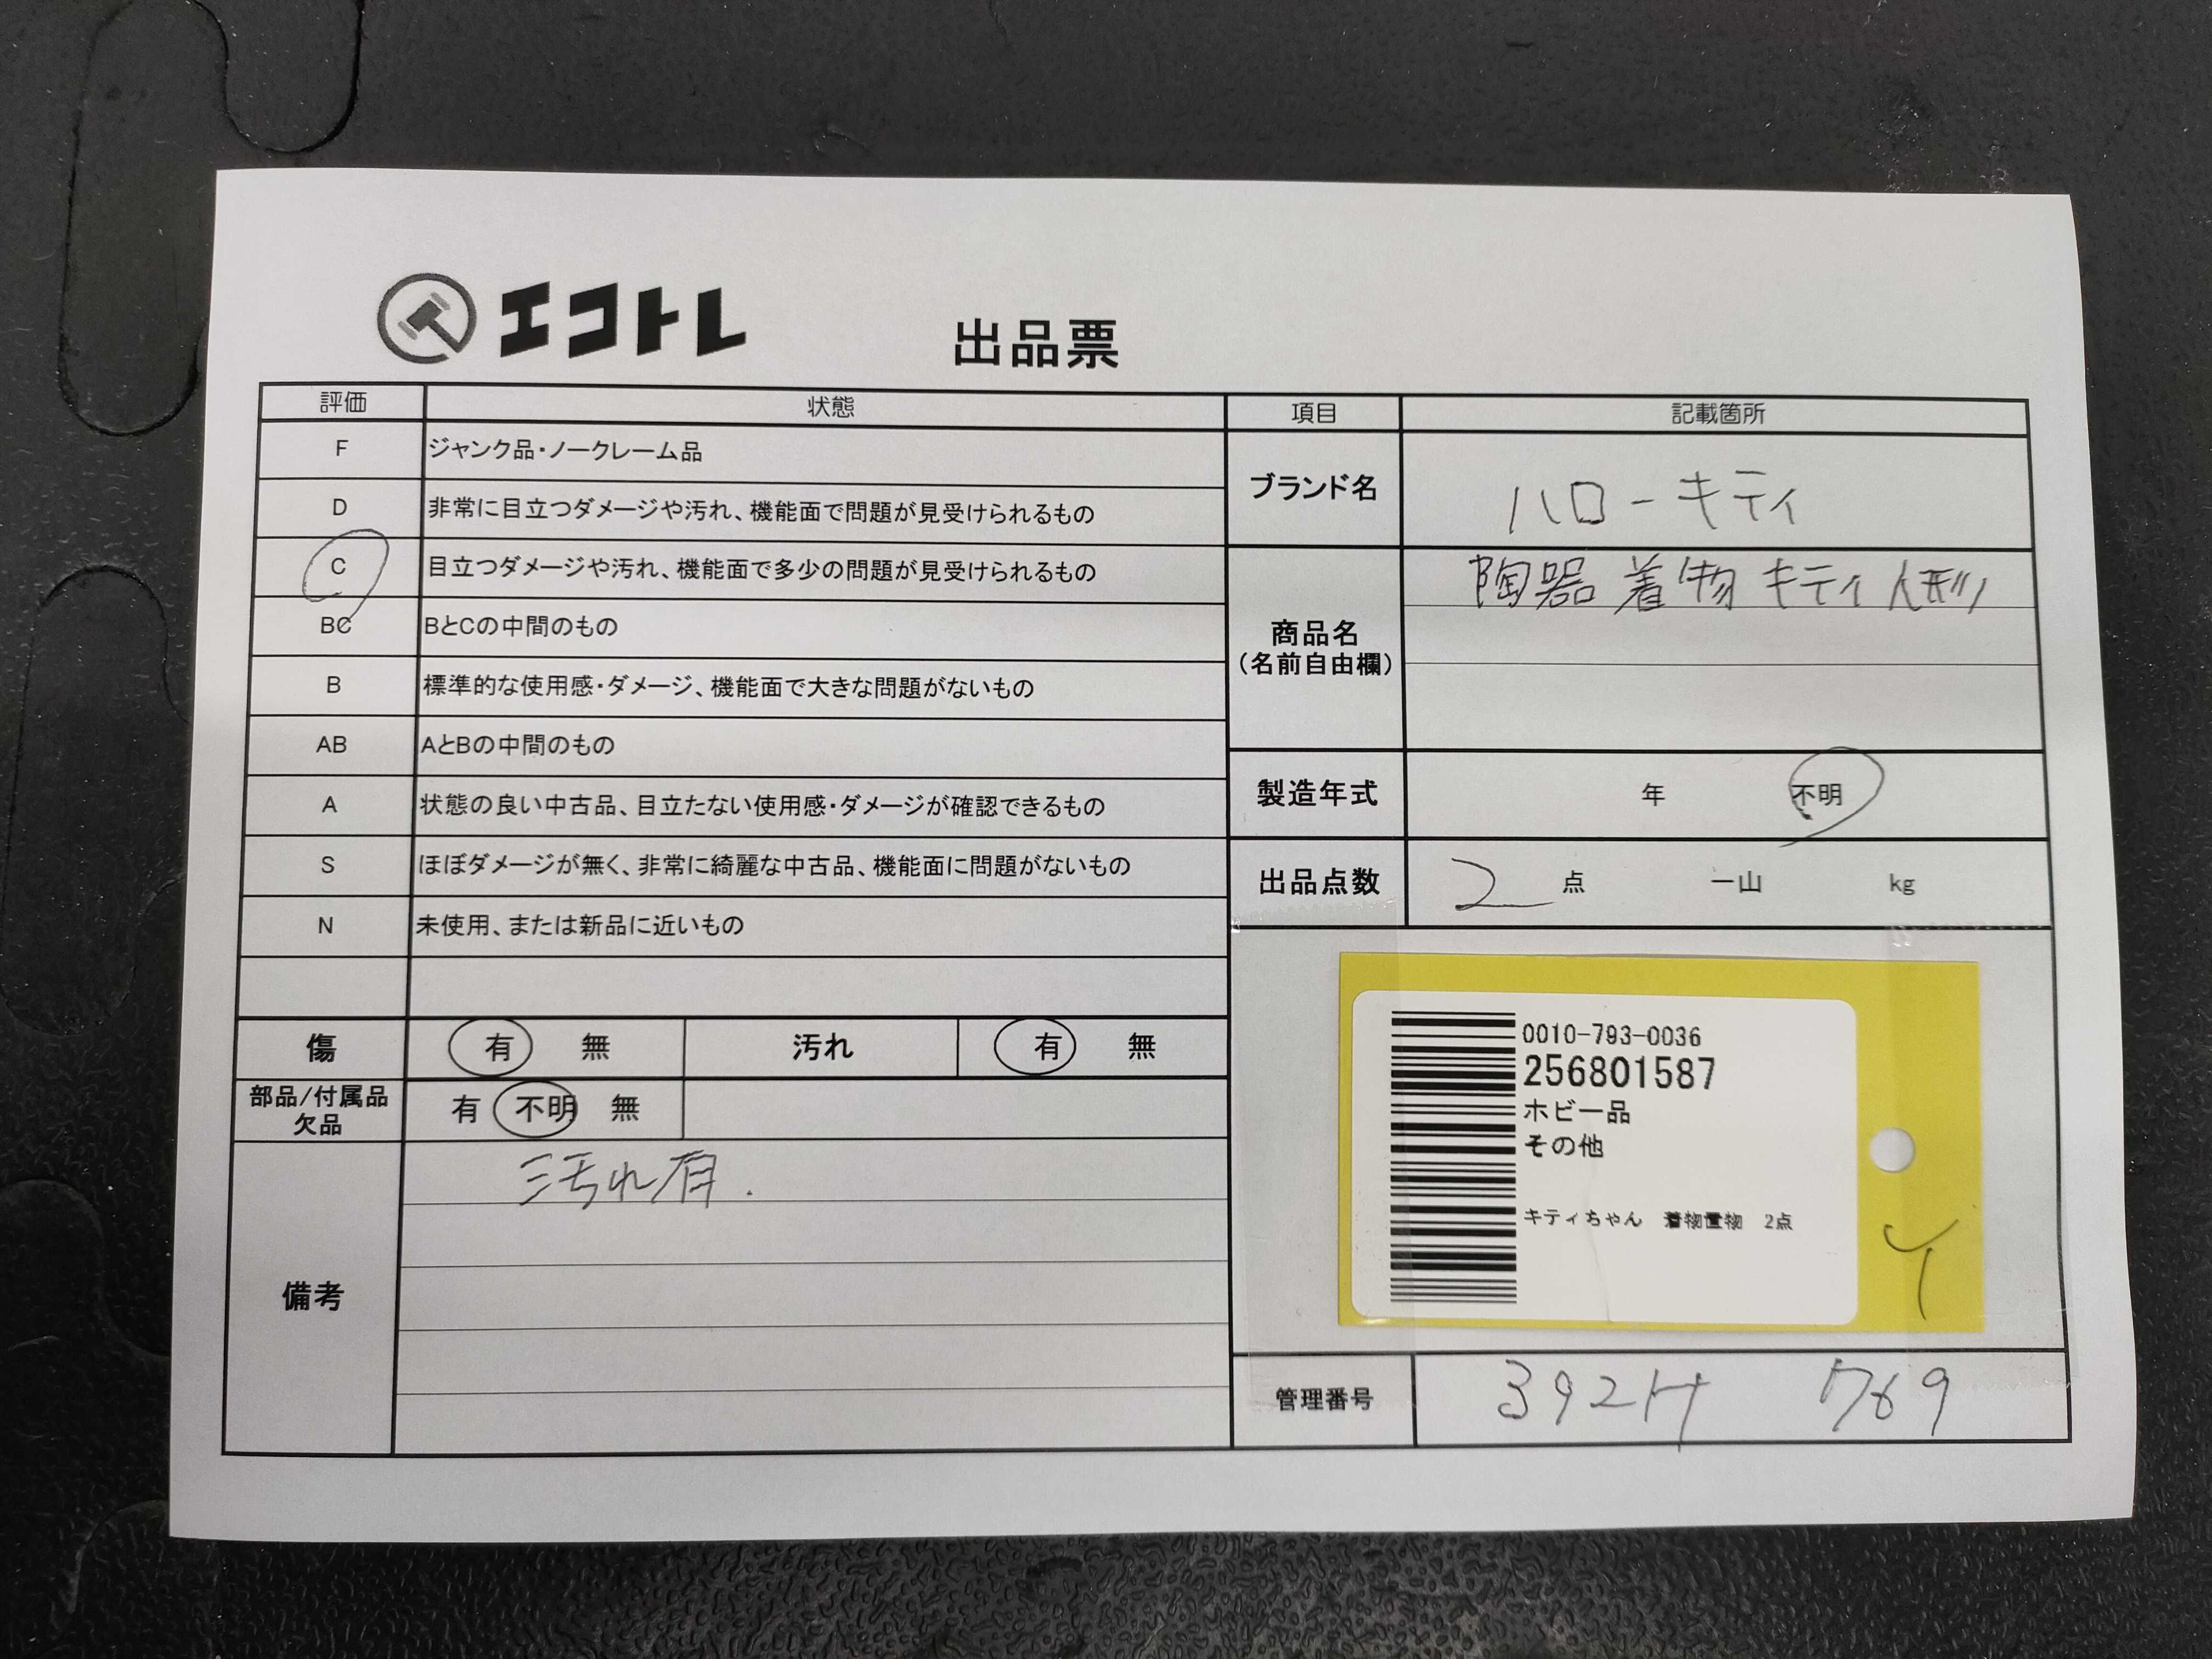 エコトレ
出品票
評価 状態
F ジャンク品・ノークレーム品
D 非常に目立つダメージや汚れ、機能面で問題が見受けられるもの
C 目立つダメージや汚れ、機能面で多少の問題が見受けられるもの
BC BとCの中間のもの
B 標準的な使用感・ダメージ、機能面で大きな問題がないもの
AB AとBの中間のもの
A 状態の良い中古品、目立たない使用感・ダメージが確認できるもの
S ほぼダメージが無く、非常に綺麗な中古品、機能面に問題がないもの
N 未使用、または新品に近いもの
傷 有 無 汚れ 有 無
部品/付属品
欠品
有 不明 無
備考
汚れ有.
項目 記載箇所
ブランド名 ハローキティ
商品名
(名前自由欄)
陶器 着物 キティ 人形
製造年式 年 不明
出品点数 2 点 一山 kg
0010-793-0036
256801587
ホビー品
その他
キティちゃん 着物置物 2点
管理番号 392H 769